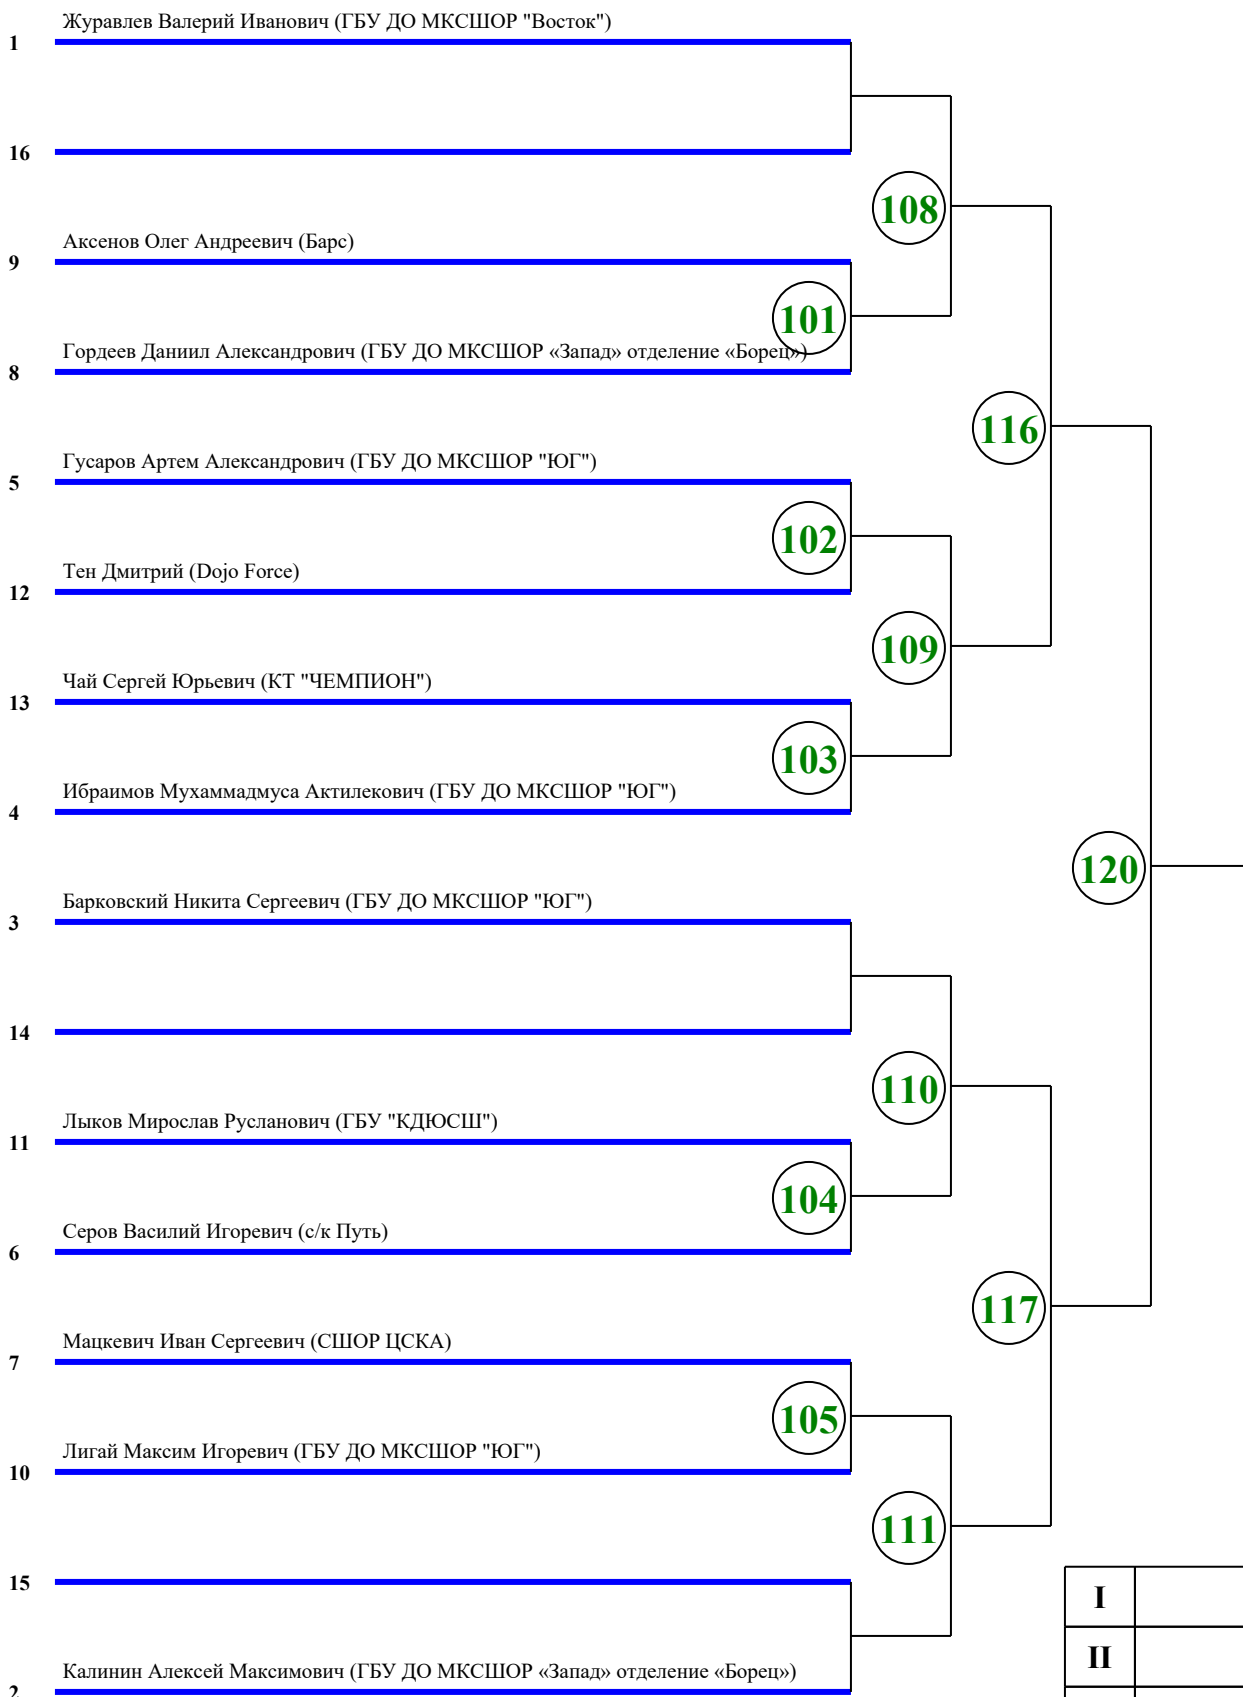 Журавлев Валерий Иванович (ГБУ ДО МКСШОР "Восток")
1
16
108
Аксенов Олег Андреевич (Барс)
9
101
Гордеев Даниил Александрович (ГБУ ДО МКСШОР «Запад» отделение «Борец»)
8
116
Гусаров Артем Александрович (ГБУ ДО МКСШОР "ЮГ")
5
102
Тен Дмитрий (Dojo Force)
12
109
Чай Сергей Юрьевич (КТ "ЧЕМПИОН")
13
103
Ибраимов Мухаммадмуса Актилекович (ГБУ ДО МКСШОР "ЮГ")
4
120
Барковский Никита Сергеевич (ГБУ ДО МКСШОР "ЮГ")
3
14
110
Лыков Мирослав Русланович (ГБУ "КДЮСШ")
11
104
Серов Василий Игоревич (с/к Путь)
6
117
Мацкевич Иван Сергеевич (СШОР ЦСКА)
7
105
Лигай Максим Игоревич (ГБУ ДО МКСШОР "ЮГ")
10
111
15
I
II
Калинин Алексей Максимович (ГБУ ДО МКСШОР «Запад» отделение «Борец»)
2